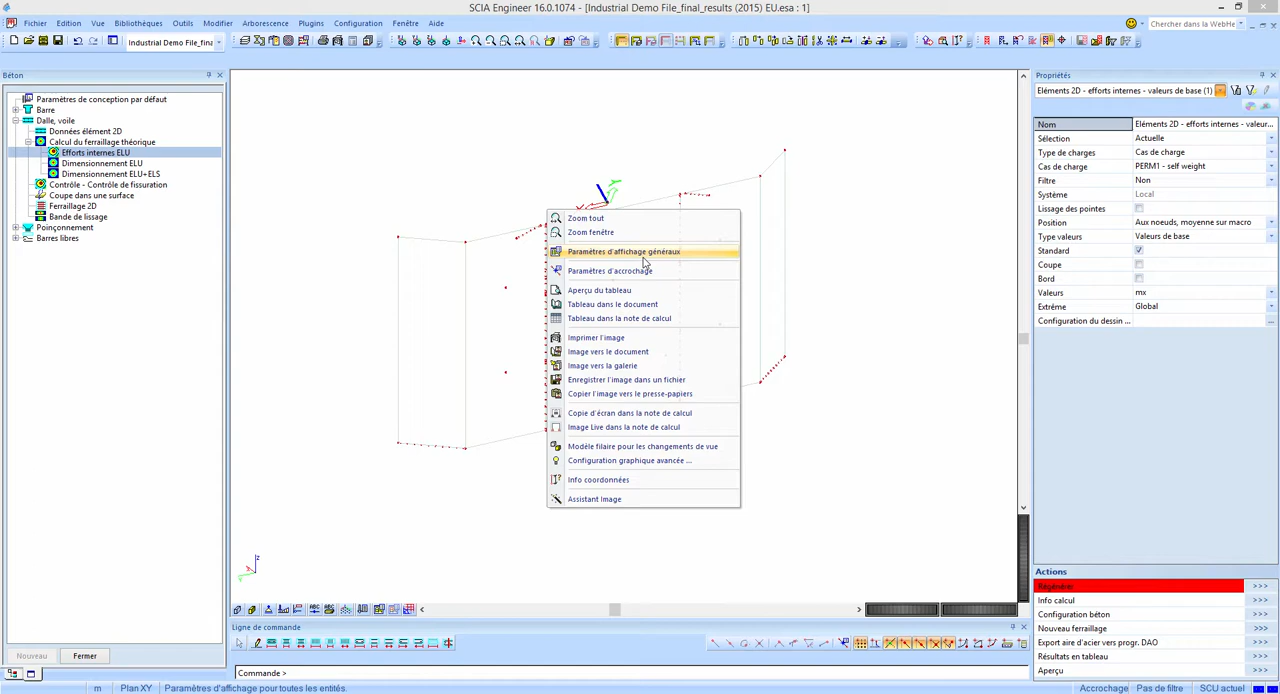 SCIA Engineer 16.0.1074 - [Industrial Demo File_final_results (2015) EU.esa : 1]
Fichier Edition Vue Bibliothèques Outils Modifier Arborescence Plugins Configuration Fenêtre Aide
Chercher dans la WebHe
Industrial Demo File_fina
Béton
Propriétés
Paramètres de conception par défaut
Barre
Dalle, voile
Données élément 2D
Calcul du ferraillage théorique
Efforts internes ELU
Dimensionnement ELU
Dimensionnement ELU+ELS
Contrôle - Contrôle de fissuration
Coupe dans une surface
Ferraillage 2D
Bande de lissage
Poinçonnement
Barres libres
Nouveau
Fermer
Zoom tout
Zoom fenêtre
Paramètres d'affichage généraux
Paramètres d'accrochage
Aperçu du tableau
Tableau dans le document
Tableau dans la note de calcul
Imprimer l'image
Image vers le document
Image vers la galerie
Enregistrer l'image dans un fichier
Copier l'image vers le presse-papiers
Copie d'écran dans la note de calcul
Image Live dans la note de calcul
Modèle filaire pour les changements de vue
Configuration graphique avancée ...
Info coordonnées
Assistant Image
Eléments 2D - efforts internes - valeurs de base (1)
Nom Eléments 2D - efforts internes - valeur...
Sélection Actuelle
Type de charges Cas de charge
Cas de charge PERM1 - self weight
Filtre Non
Système Local
Lissage des pointes
Position Aux noeuds, moyenne sur macro
Type valeurs Valeurs de base
Standard
Coupe
Bord
Valeurs mx
Extrême Global
Configuration du dessin ...
Actions
Régénérer >>>
Info calcul >>>
Configuration béton >>>
Nouveau ferraillage >>>
Export aire d'acier vers progr. DAO >>>
Résultats en tableau >>>
Aperçu >>>
Ligne de commande
Commande >
m Plan XY Paramètres d'affichage pour toutes les entités. Accrochage Pas de filtre SCU actuel